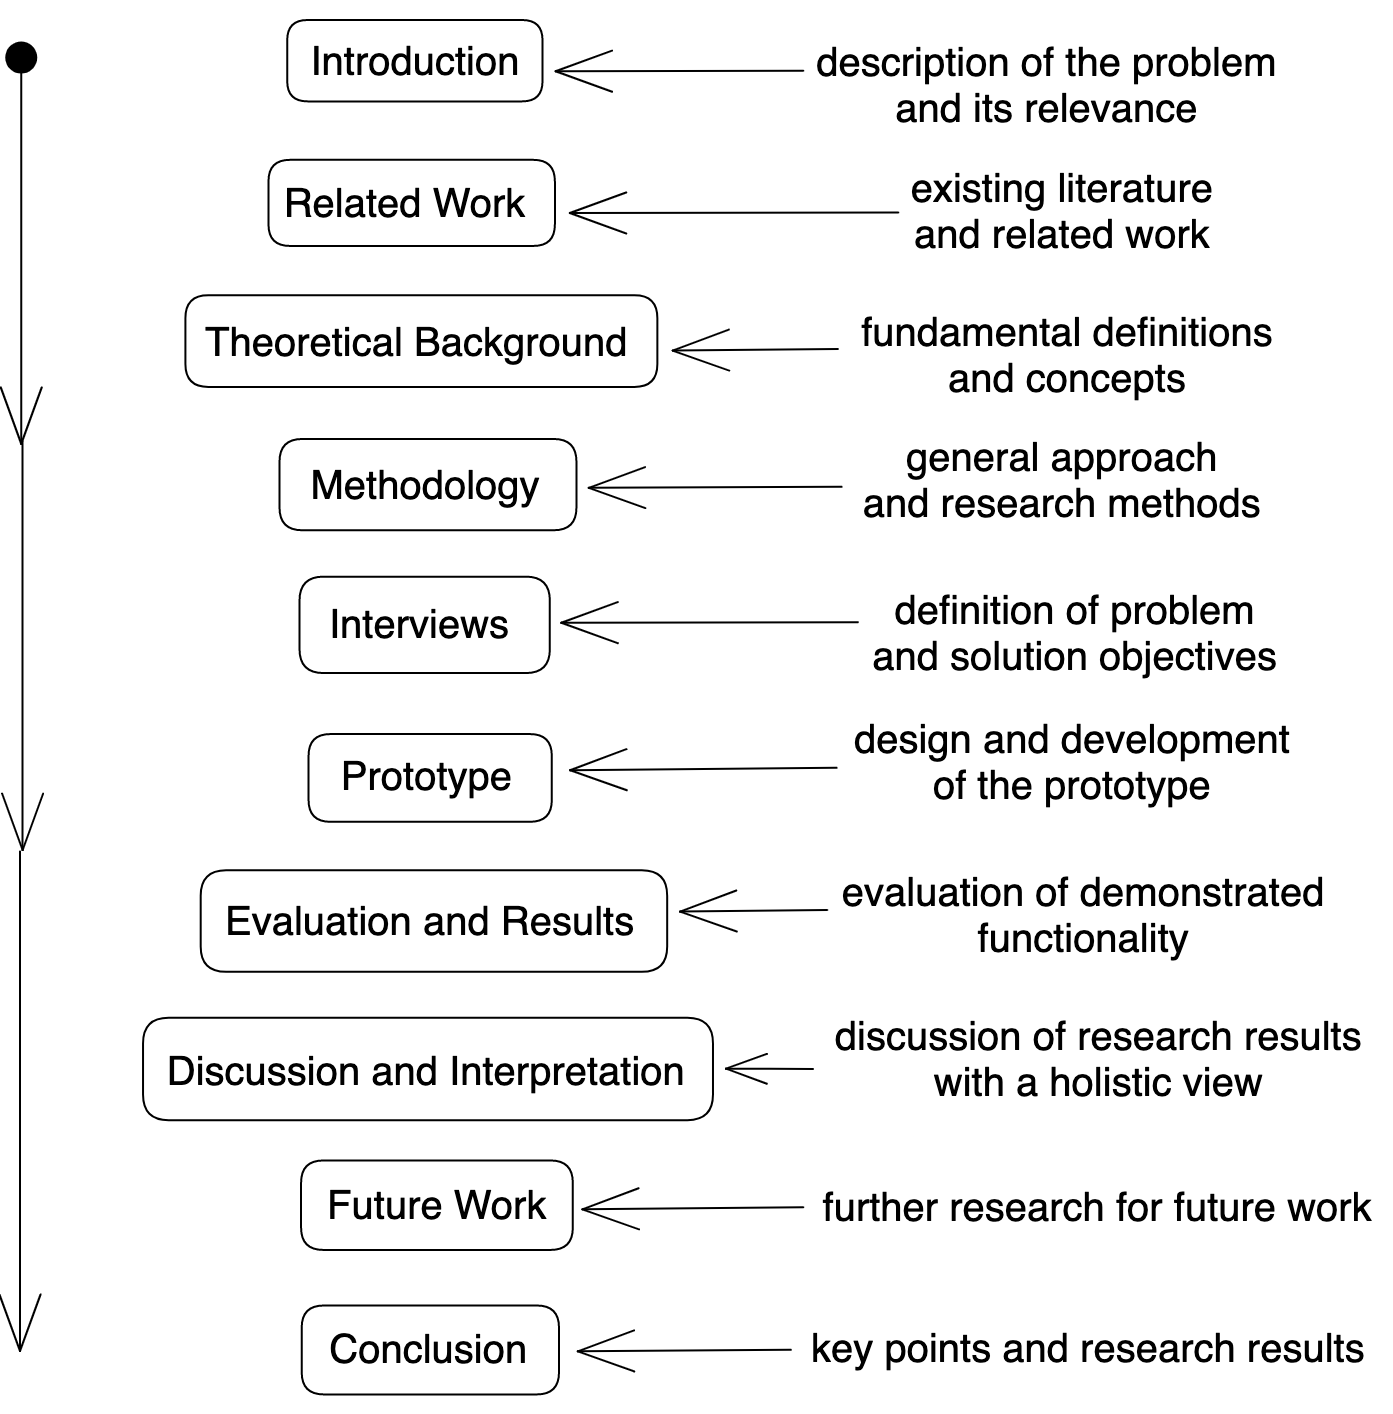 Introduction
description of the problem
and its relevance
Related Work
existing literature
and related work
Theoretical Background
fundamental definitions
and concepts
Methodology
general approach
and research methods
Interviews
definition of problem
and solution objectives
Prototype
design and development
of the prototype
Evaluation and Results
evaluation of demonstrated
functionality
Discussion and Interpretation
discussion of research results
with a holistic view
Future Work
further research for future work
Conclusion
key points and research results